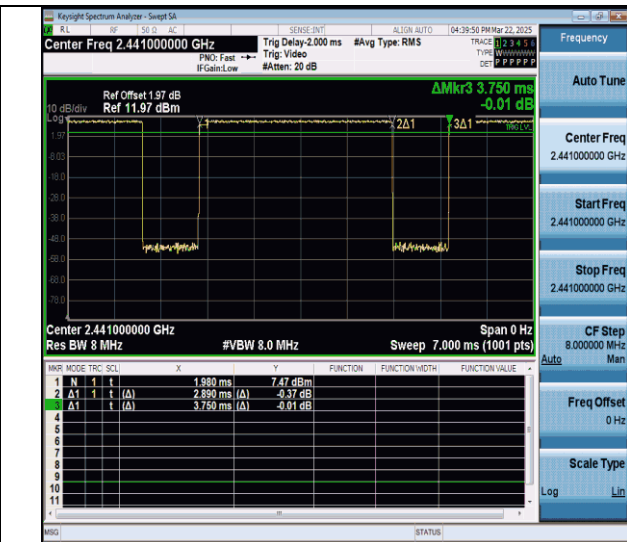 Keysight Spectrum Analyzer - Swept SA
RL RF 50 Ω AC SENSE:INT ALIGN AUTO 04:39:50 PM Mar 22, 2025
Center Freq 2.441000000 GHz
PNO: Fast
IFGain:Low
Trig Delay-2.000 ms
Trig: Video
#Atten: 20 dB
#Avg Type: RMS
TRACE 1 2 3 4 5 6
TYPE WWWWWW
DET P P P P P P
Ref Offset 1.97 dB
10 dB/div Ref 11.97 dBm
ΔMkr3 3.750 ms
-0.01 dB
Log
1
2Δ1
3Δ1
TRIG LVL
1.97
-8.03
-18.0
-28.0
-38.0
-48.0
-58.0
-68.0
-78.0
Center 2.441000000 GHz Span 0 Hz
Res BW 8 MHz #VBW 8.0 MHz Sweep 7.000 ms (1001 pts)
MKR MODE TRC SCL X Y FUNCTION FUNCTION WIDTH FUNCTION VALUE
1 N 1 t 1.980 ms 7.47 dBm
2 Δ1 1 t (Δ) 2.890 ms (Δ) -0.37 dB
3 Δ1 t (Δ) 3.750 ms (Δ) -0.01 dB
4
5
6
7
8
9
10
11
MSG STATUS
Frequency
Auto Tune
Center Freq
2.441000000 GHz
Start Freq
2.441000000 GHz
Stop Freq
2.441000000 GHz
CF Step
8.000000 MHz
Auto Man
Freq Offset
0 Hz
Scale Type
Log Lin